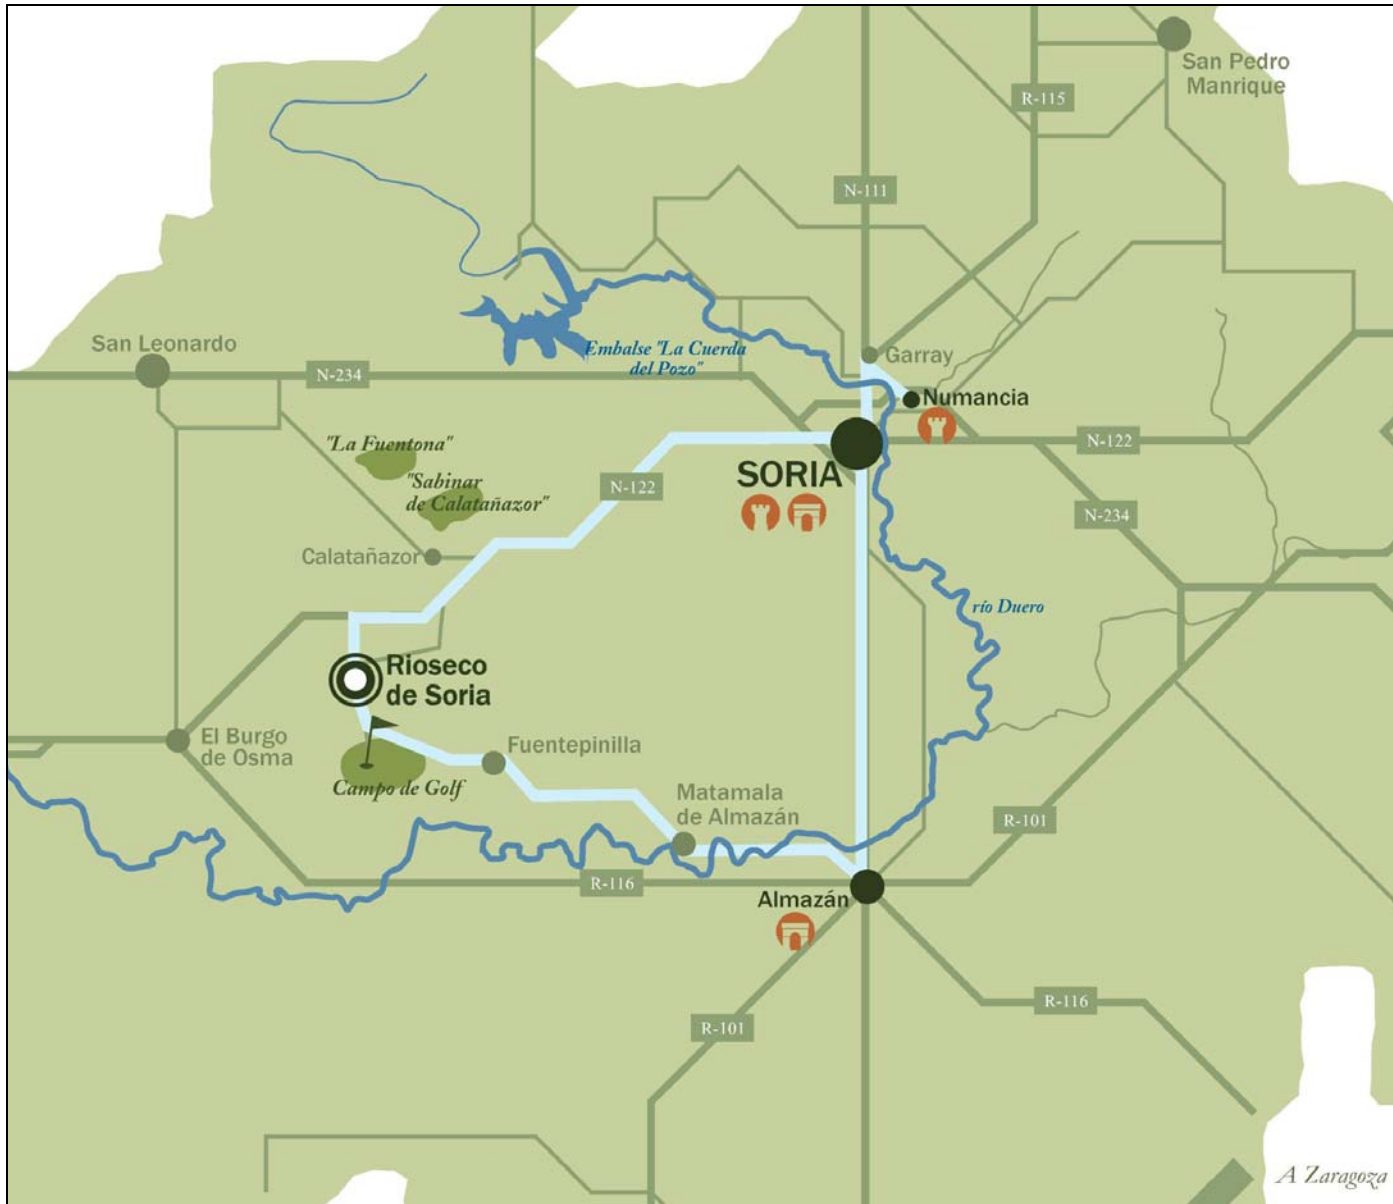 San Pedro
Manrique
R-115
N-111
San Leonardo
N-234
Embalse "La Cuerda
del Pozo"
Garray
Numancia
"La Fuentona"
N-122
SORIA
N-122
"Sabinar
de Calatañazor"
N-234
Calatañazor
río Duero
Rioseco
de Soria
El Burgo
de Osma
Fuentepinilla
Campo de Golf
Matamala
de Almazán
R-101
R-116
Almazán
R-116
R-101
A Zaragoza